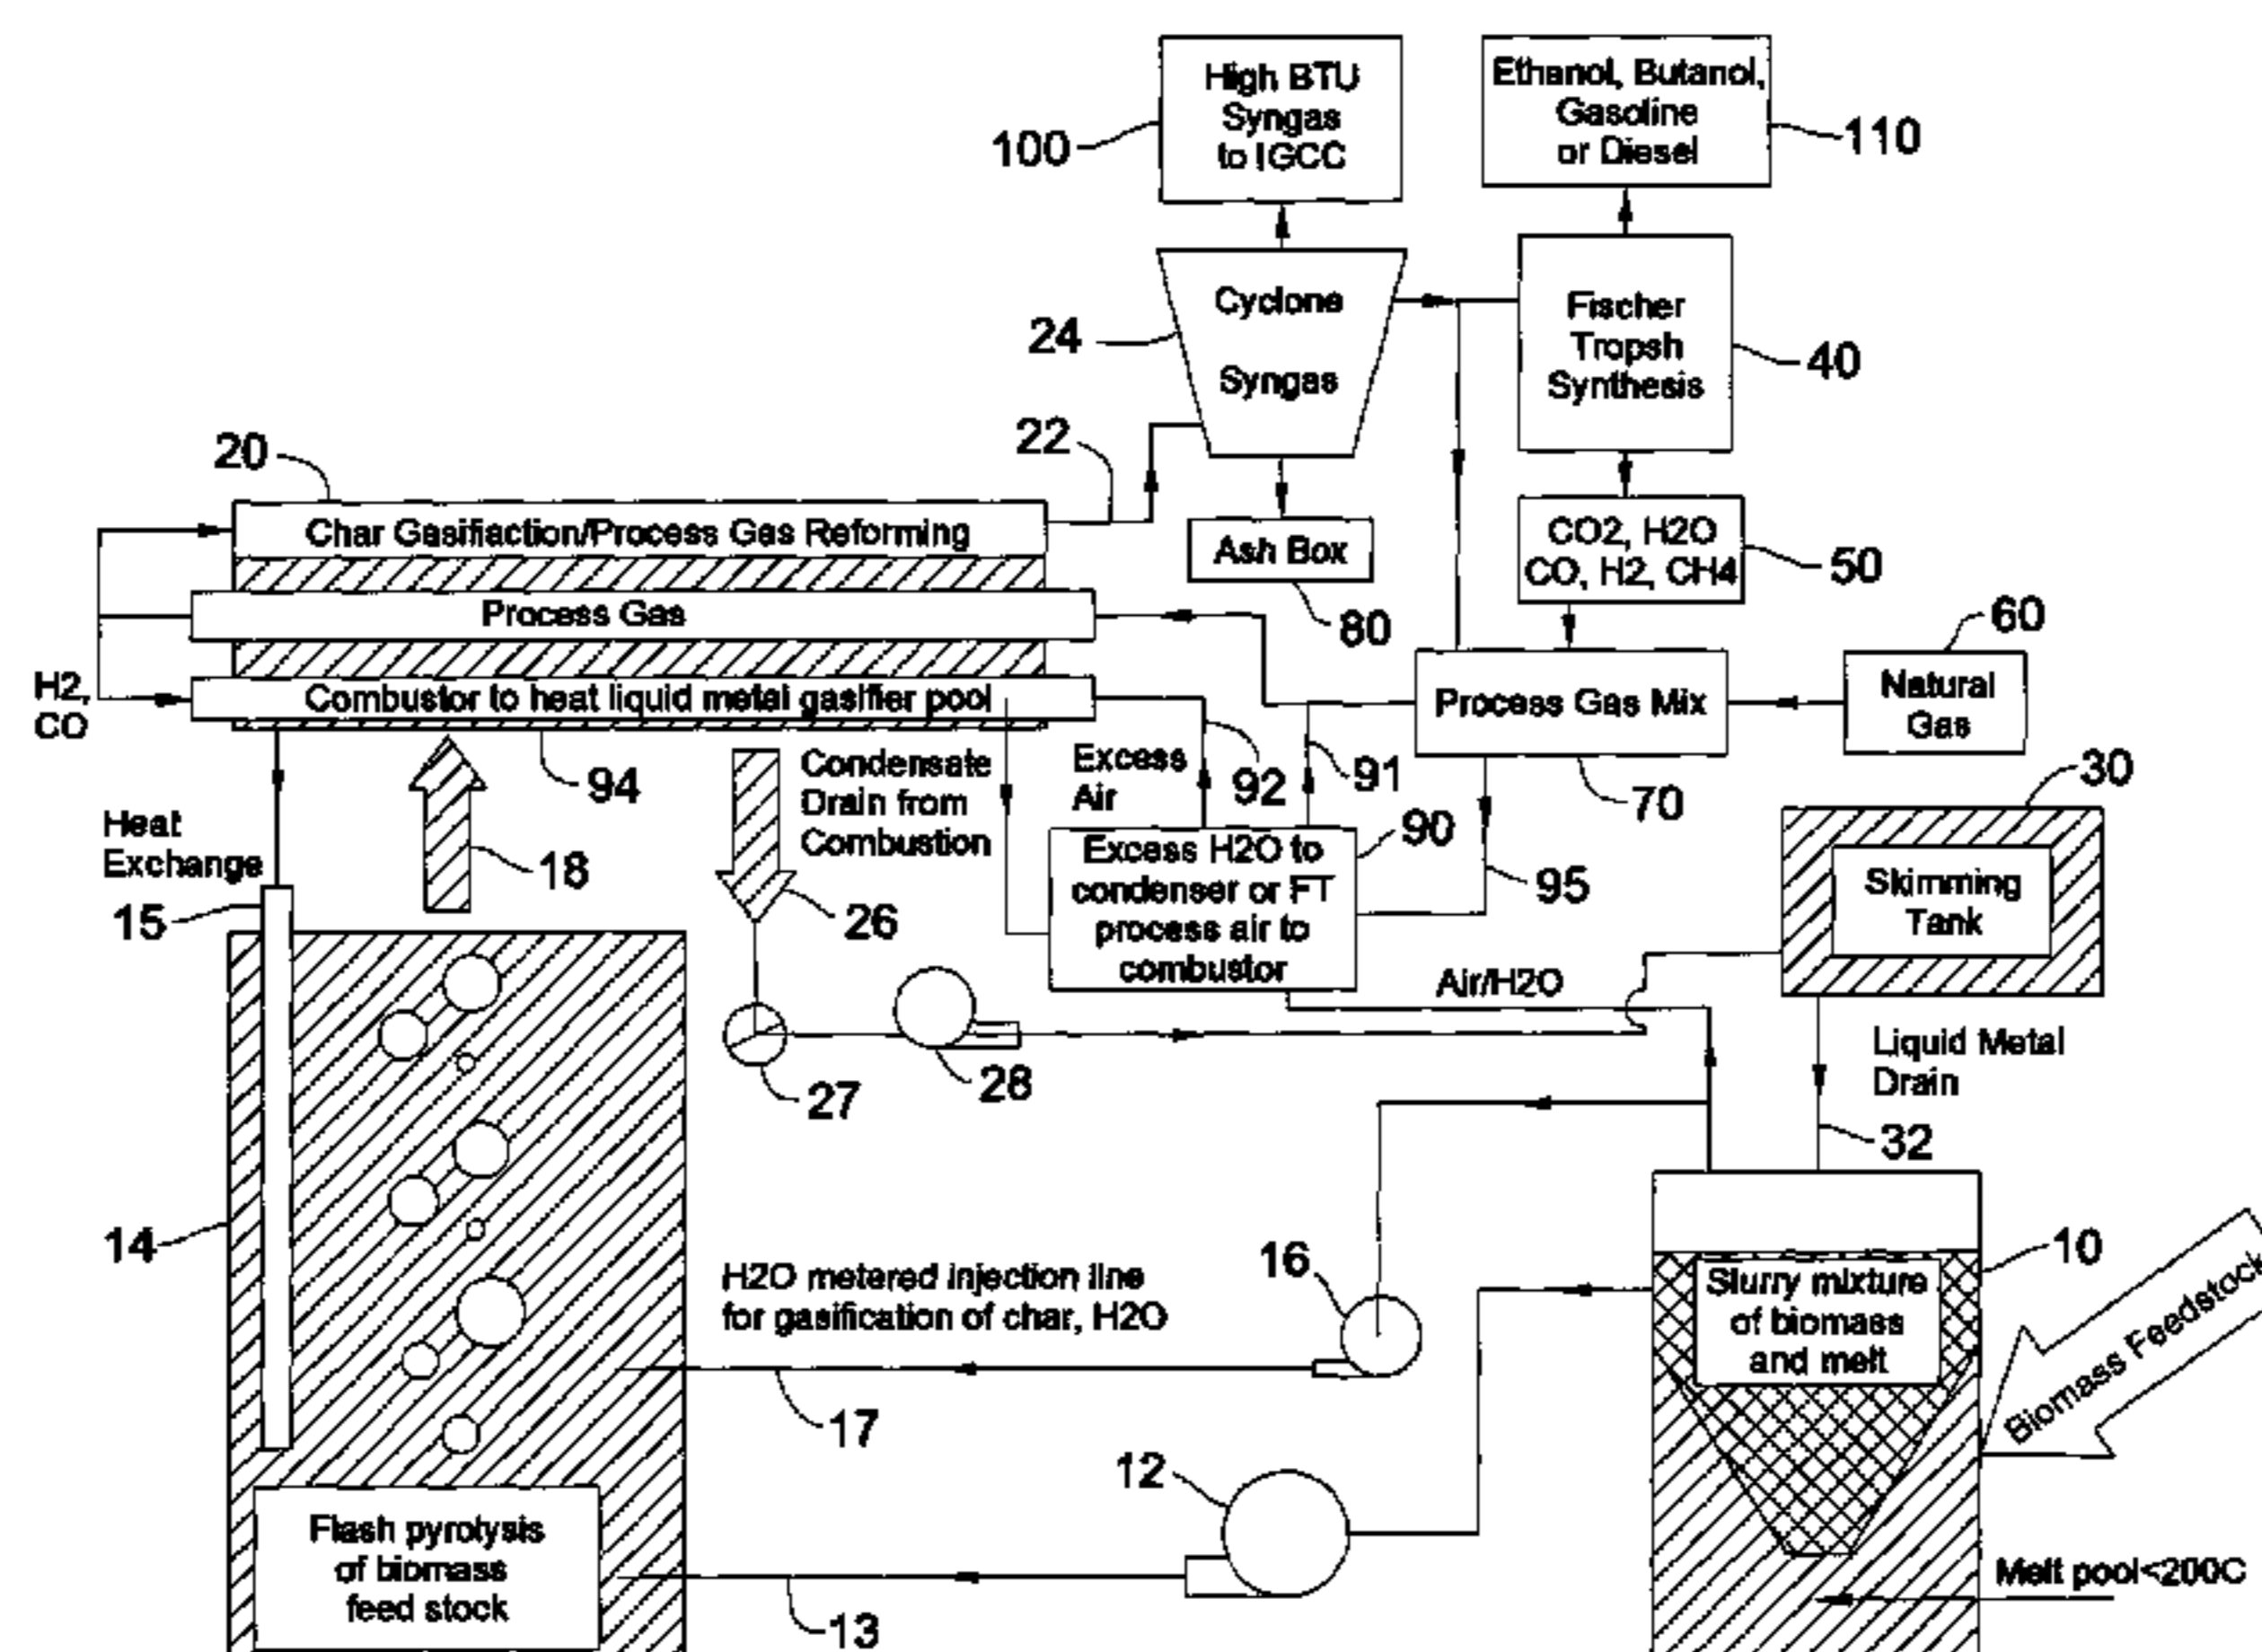 High BTU
Syngas
to IGCC
100
Ethanol, Butanol,
Gasoline
or Diesel
110
Cyclone
Syngas
24
Fischer
Tropsh
Synthesis
40
20
22
Char Gasifiaction/Process Gas Reforming
Ash Box
80
CO2, H2O
CO, H2, CH4
50
Process Gas
60
H2,
CO
Combustor to heat liquid metal gasifier pool
Process Gas Mix
70
Natural
Gas
94
Condensate
Drain from
Combustion
Excess
Air
92
91
30
Heat
Exchange
18
15
26
Excess H2O to
condenser or FT
process air to
combustor
90
95
Skimming
Tank
Air/H2O
27
28
Liquid Metal
Drain
32
14
H2O metered injection line
for gasification of char, H2O
16
10
Slurry mixture
of biomass
and melt
Biomass Feedstock
17
12
Flash pyrolysis
of biomass
feed stock
13
Melt pool<200C